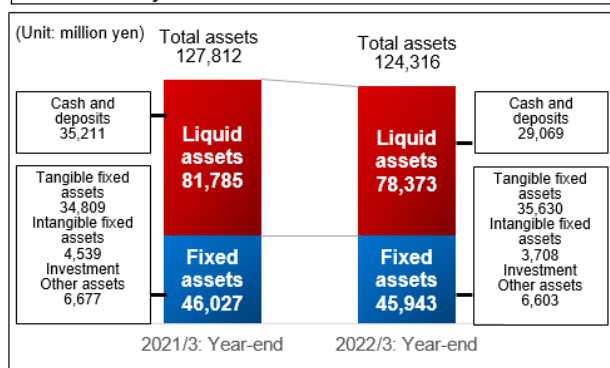 (Unit: million yen)
Total assets
127,812
Total assets
124,316
Cash and
deposits
35,211
Liquid
assets
81,785
Liquid
assets
78,373
Cash and
deposits
29,069
Tangible fixed
assets
34,809
Intangible fixed
assets
4,539
Investment
Other assets
6,677
Fixed
assets
46,027
Fixed
assets
45,943
Tangible fixed
assets
35,630
Intangible fixed
assets
3,708
Investment
Other assets
6,603
2021/3: Year-end
2022/3: Year-end